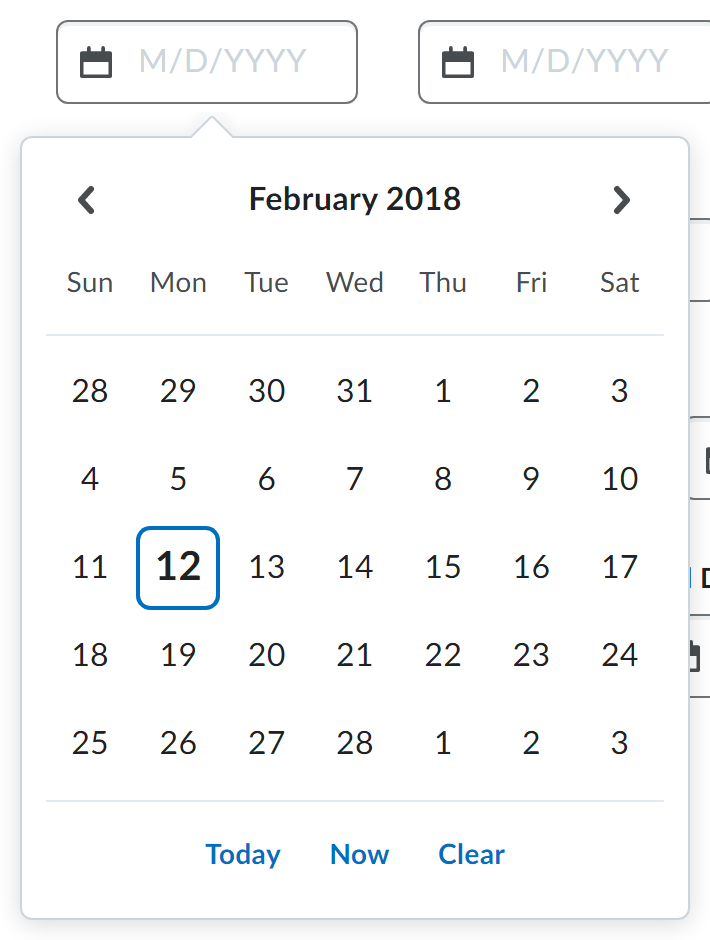 M/D/YYYY M/D/YYYY
February 2018
Sun Mon Tue Wed Thu Fri Sat
28 29 30 31 1 2 3
4 5 6 7 8 9 10
11 12 13 14 15 16 17
18 19 20 21 22 23 24
25 26 27 28 1 2 3
Today Now Clear